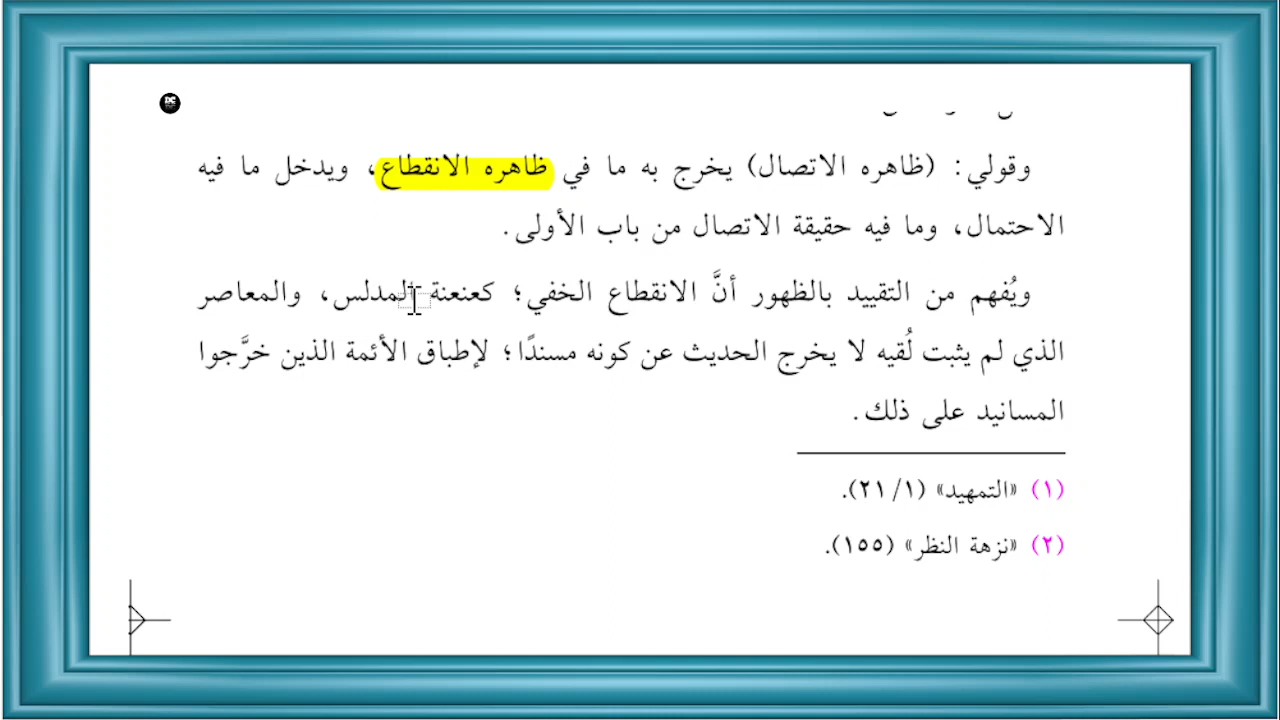 وقولي: (ظاهره الاتصال) يخرج به ما في ظاهره الانقطاع، ويدخل ما فيه
الاحتمال، وما فيه حقيقة الاتصال من باب الأولى.
ويُفهم من التقييد بالظهور أنَّ الانقطاع الخفي؛ كعنعنة المدلس، والمعاصر
الذي لم يثبت لُقيه لا يخرج الحديث عن كونه مسندًا؛ لإطباق الأئمة الذين خرَّجوا
المسانيد على ذلك.
(١) «التمهيد» (١/ ٢١).
(٢) «نزهة النظر» (١٥٥).